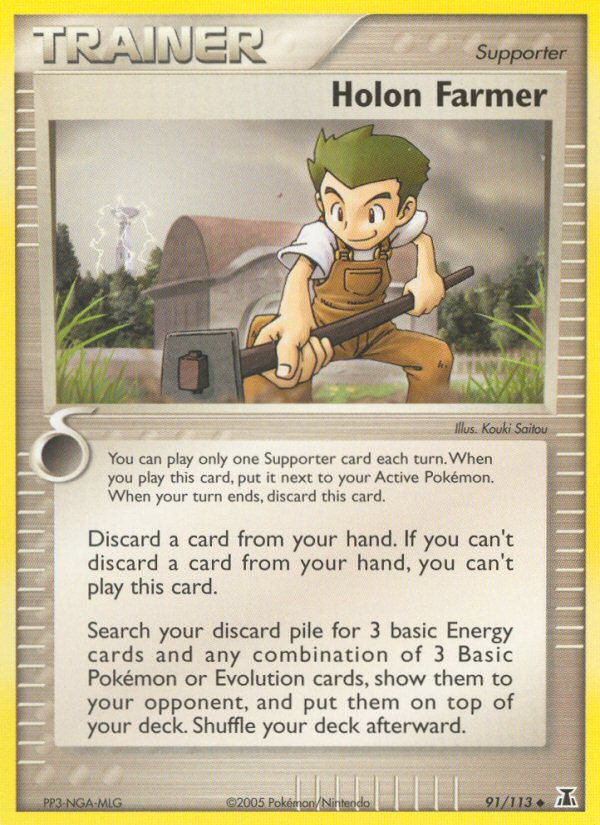 TRAINER
Supporter
Holon Farmer
Illus. Kouki Saitou
You can play only one Supporter card each turn. When
you play this card, put it next to your Active Pokémon.
When your turn ends, discard this card.
Discard a card from your hand. If you can't
discard a card from your hand, you can't
play this card.
Search your discard pile for 3 basic Energy
cards and any combination of 3 Basic
Pokémon or Evolution cards, show them to
your opponent, and put them on top of
your deck. Shuffle your deck afterward.
PP3-NGA-MLG
©2005 Pokémon/Nintendo
91/113